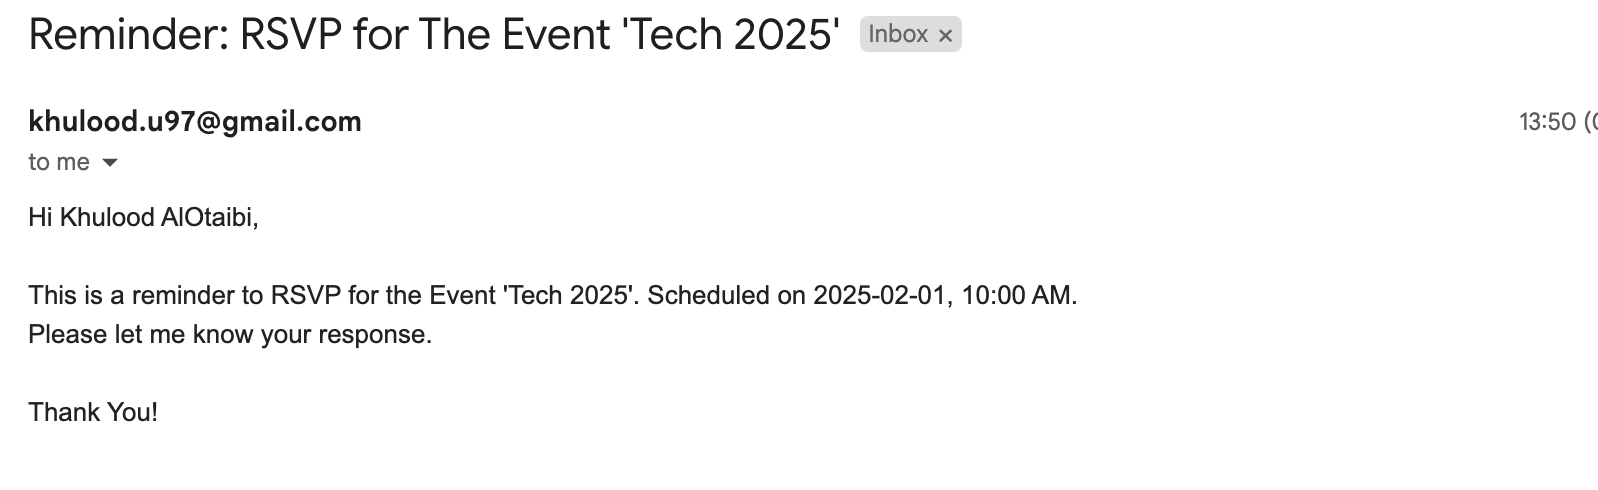 Reminder: RSVP for The Event 'Tech 2025' Inbox ×
khulood.u97@gmail.com 13:50
to me
Hi Khulood AlOtaibi,
This is a reminder to RSVP for the Event 'Tech 2025'. Scheduled on 2025-02-01, 10:00 AM.
Please let me know your response.
Thank You!